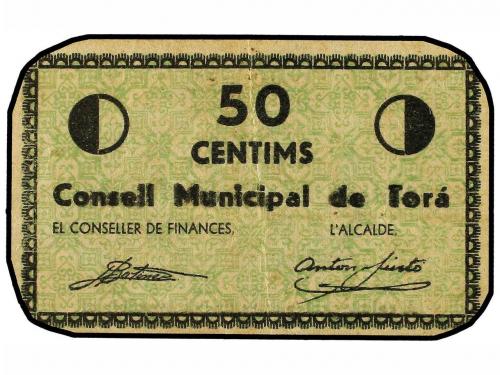 50
CENTIMS
Consell Municipal de Torá
EL CONSELLER DE FINANCES, L'ALCALDE,